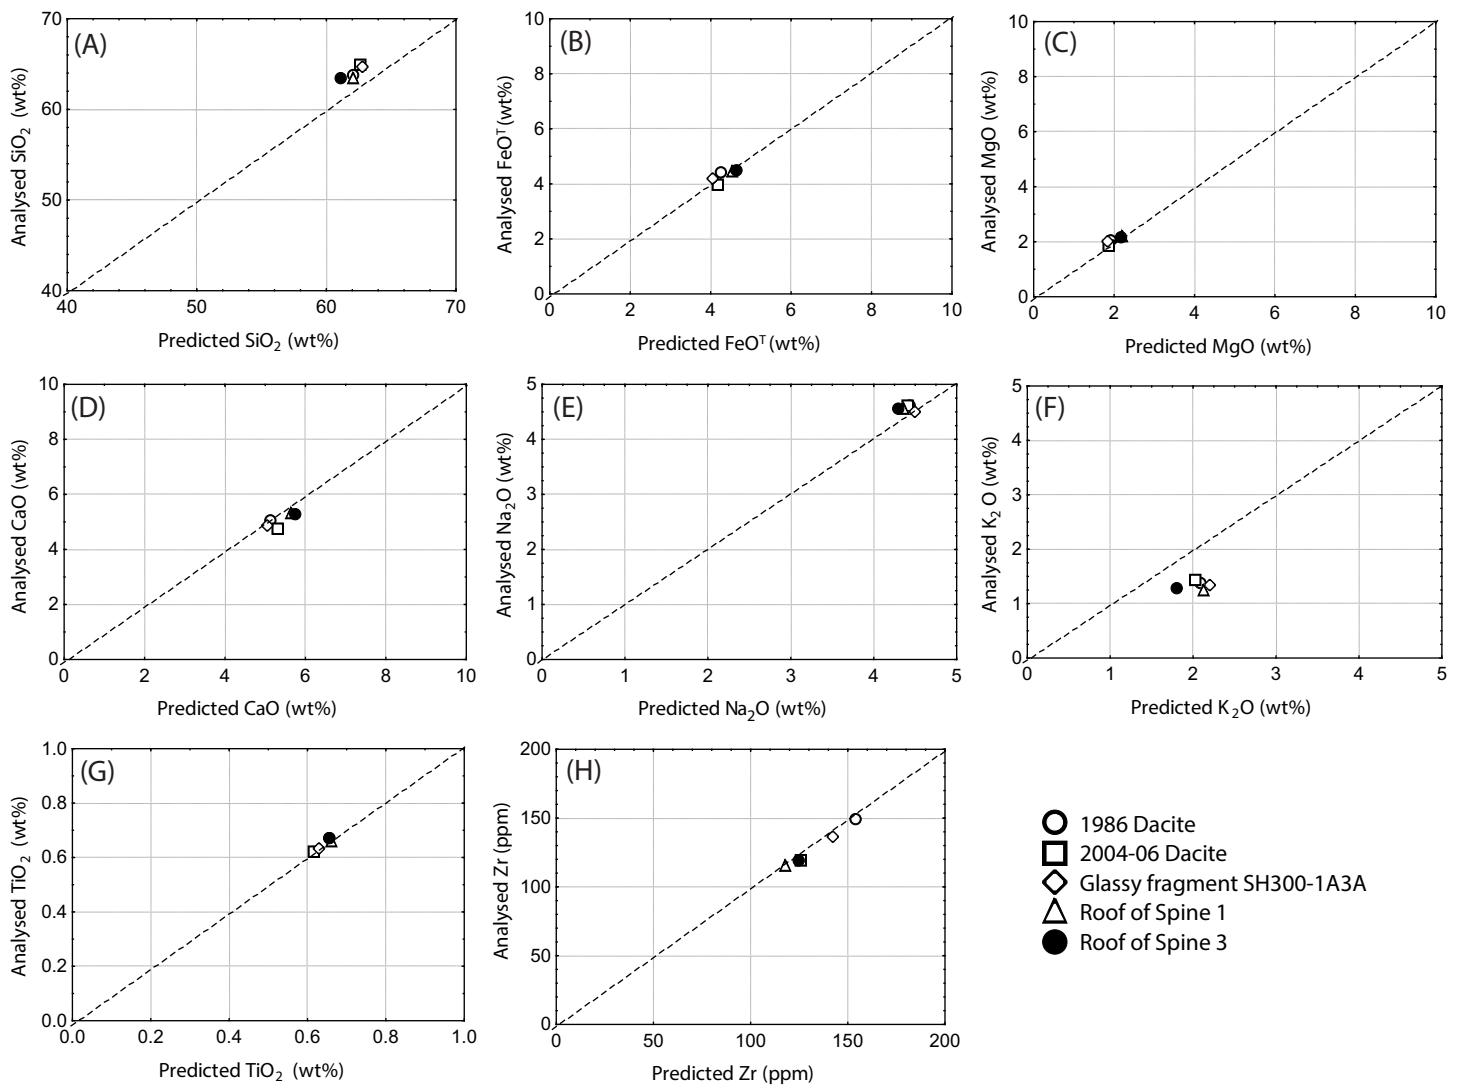 (A)
70
60
50
40
40 50 60 70
Analysed SiO₂ (wt%)
Predicted SiO₂ (wt%)
(B)
10
8
6
4
2
0
0 2 4 6 8 10
Analysed FeOᵀ(wt%)
Predicted FeOᵀ(wt%)
(C)
10
8
6
4
2
0
0 2 4 6 8 10
Analysed MgO (wt%)
Predicted MgO (wt%)
(D)
10
8
6
4
2
0
0 2 4 6 8 10
Analysed CaO (wt%)
Predicted CaO (wt%)
(E)
5
4
3
2
1
0
0 1 2 3 4 5
Analysed Na₂O (wt%)
Predicted Na₂O (wt%)
(F)
5
4
3
2
1
0
0 1 2 3 4 5
Analysed K₂O (wt%)
Predicted K₂O (wt%)
(G)
1.0
0.8
0.6
0.4
0.2
0.0
0.0 0.2 0.4 0.6 0.8 1.0
Analysed TiO₂ (wt%)
Predicted TiO₂ (wt%)
(H)
200
150
100
50
0
0 50 100 150 200
Analysed Zr (ppm)
Predicted Zr (ppm)
1986 Dacite
2004-06 Dacite
Glassy fragment SH300-1A3A
Roof of Spine 1
Roof of Spine 3